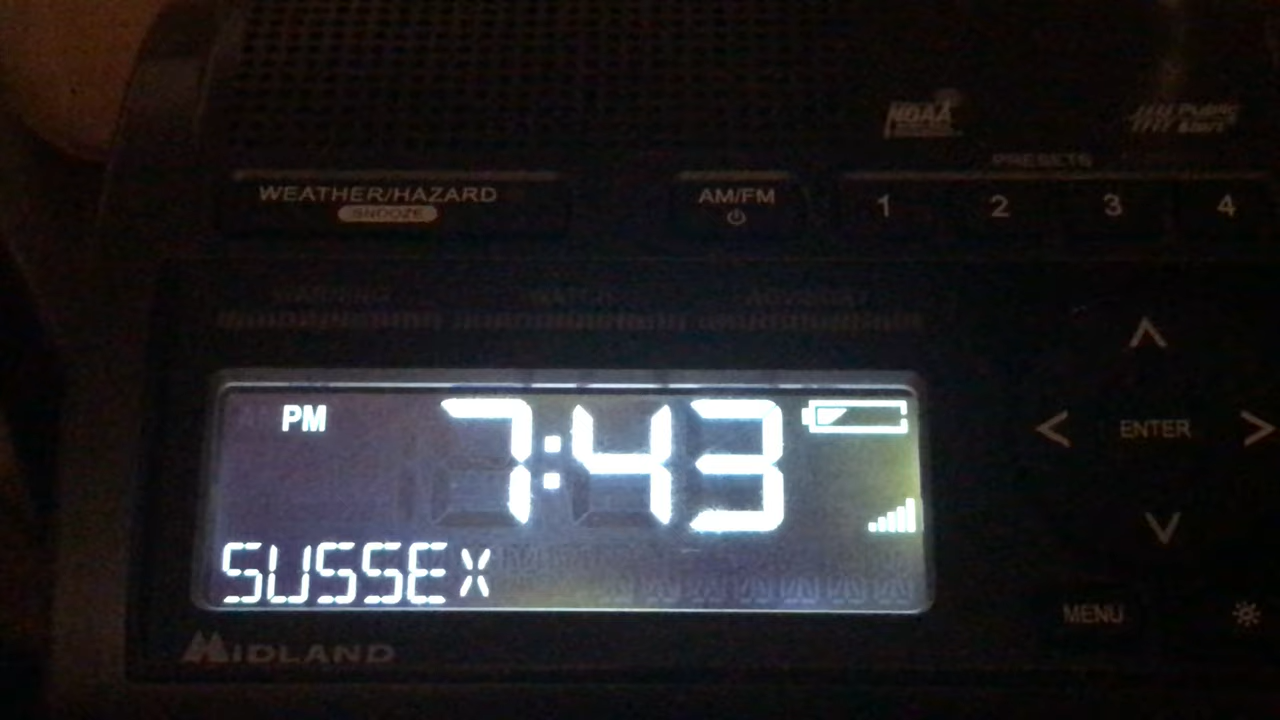 NOAA
Public
Alert
PRESETS
WEATHER/HAZARD
SNOOZE
AM/FM
1
2
3
4
WARNING
WATCH
ADVISORY
PM
7:43
SUSSEX
ENTER
MENU
MIDLAND